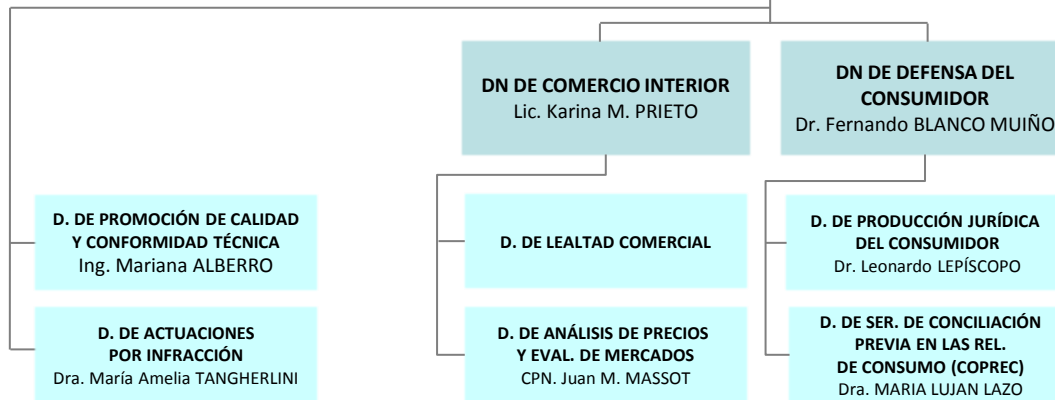 DN DE COMERCIO INTERIOR
Lic. Karina M. PRIETO
DN DE DEFENSA DEL
CONSUMIDOR
Dr. Fernando BLANCO MUIÑO
D. DE PROMOCIÓN DE CALIDAD
Y CONFORMIDAD TÉCNICA
Ing. Mariana ALBERRO
D. DE LEALTAD COMERCIAL
D. DE PRODUCCIÓN JURÍDICA
DEL CONSUMIDOR
Dr. Leonardo LEPÍSCOPO
D. DE ACTUACIONES
POR INFRACCIÓN
Dra. María Amelia TANGHERLINI
D. DE ANÁLISIS DE PRECIOS
Y EVAL. DE MERCADOS
CPN. Juan M. MASSOT
D. DE SER. DE CONCILIACIÓN
PREVIA EN LAS REL.
DE CONSUMO (COPREC)
Dra. MARIA LUJAN LAZO